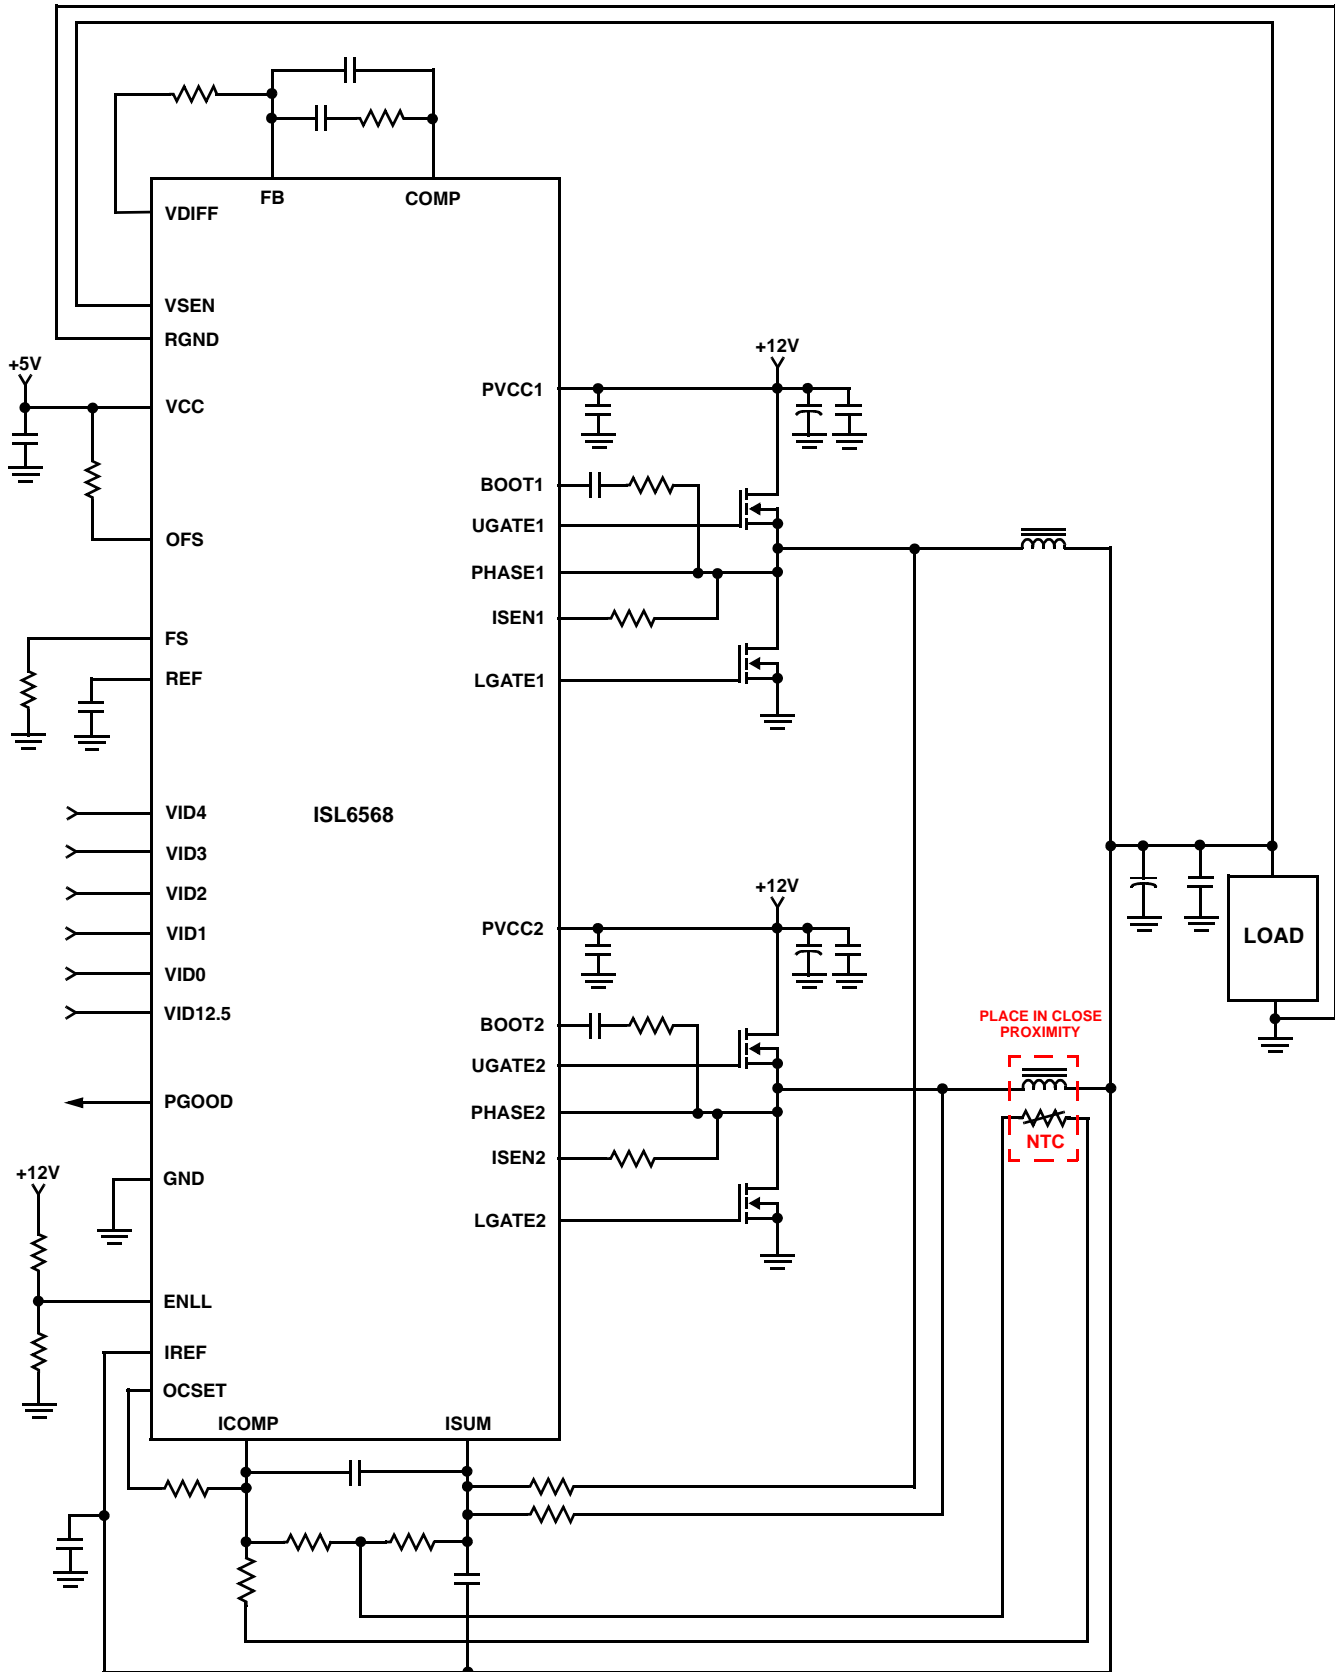 FB
COMP
VDIFF
VSEN
RGND
+5V
VCC
OFS
FS
REF
VID4
VID3
VID2
VID1
VID0
VID12.5
PGOOD
+12V
GND
ENLL
IREF
OCSET
ICOMP
ISUM
ISL6568
+12V
PVCC1
BOOT1
UGATE1
PHASE1
ISEN1
LGATE1
+12V
PVCC2
BOOT2
UGATE2
PHASE2
ISEN2
LGATE2
PLACE IN CLOSE
PROXIMITY
NTC
LOAD